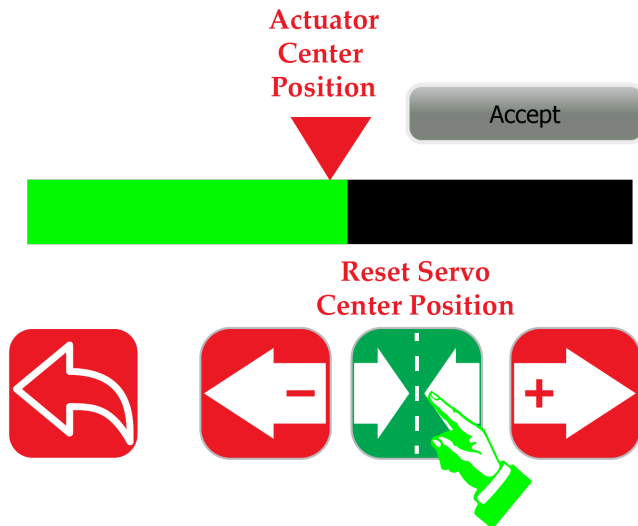 Actuator
Center
Position
Accept
Reset Servo
Center Position
−
+